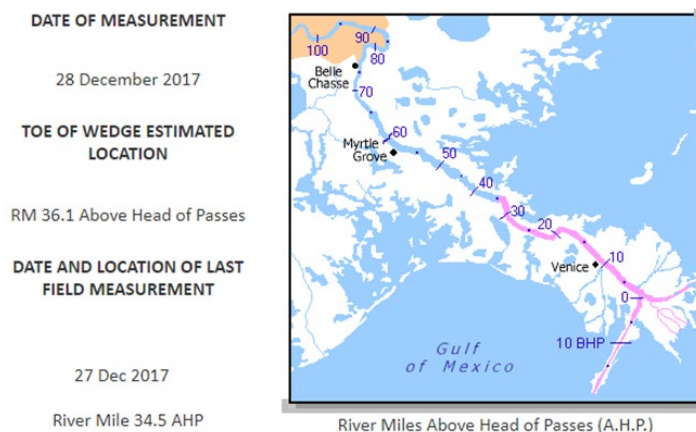 DATE OF MEASUREMENT
28 December 2017
TOE OF WEDGE ESTIMATED
LOCATION
RM 36.1 Above Head of Passes
DATE AND LOCATION OF LAST
FIELD MEASUREMENT
27 Dec 2017
River Mile 34.5 AHP
100
90
80
Belle
Chasse
70
60
Myrtle
Grove
50
40
30
20
Venice
10
0
10 BHP
Gulf
of Mexico
River Miles Above Head of Passes (A.H.P.)